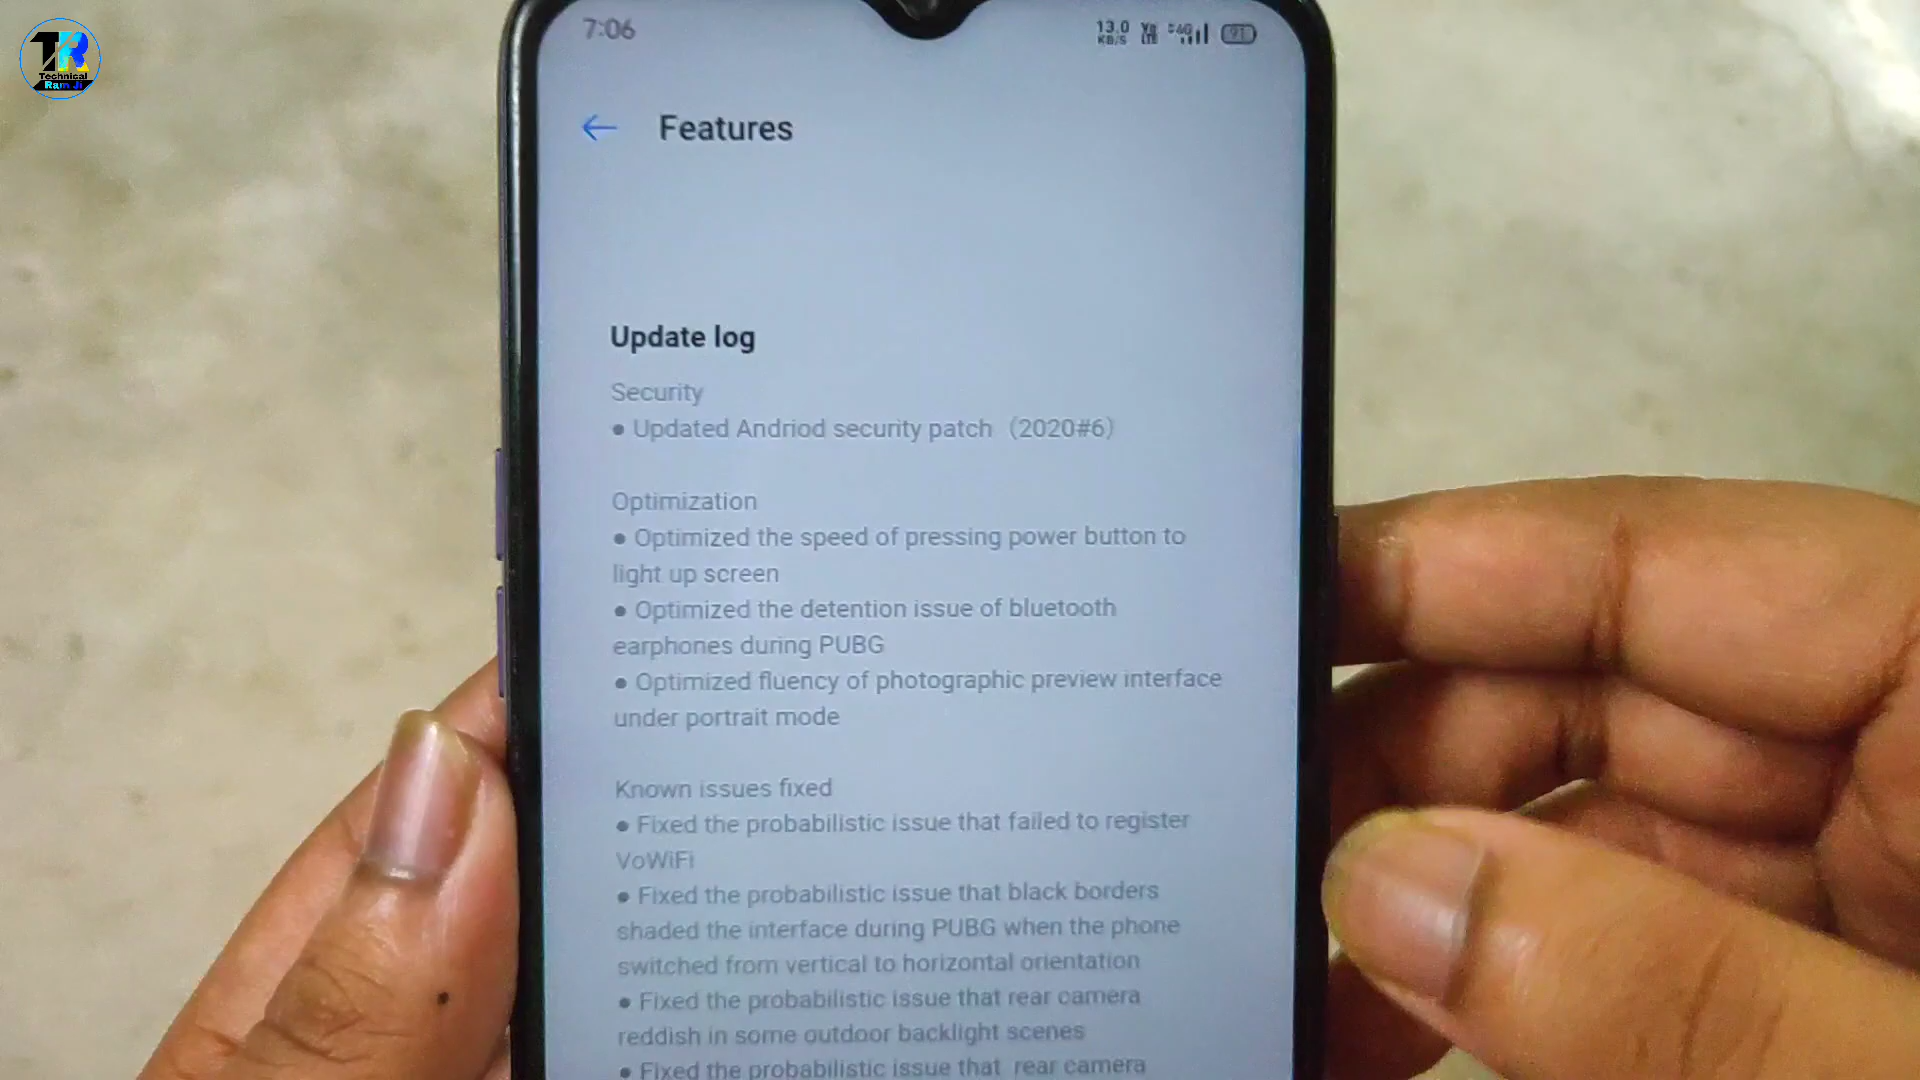 TR
Technical
Ram Ji
7:06
13.0
KB/S
Vo
LTE
4G
91
Features
Update log
Security
● Updated Andriod security patch（2020#6）
Optimization
● Optimized the speed of pressing power button to
light up screen
● Optimized the detention issue of bluetooth
earphones during PUBG
● Optimized fluency of photographic preview interface
under portrait mode
Known issues fixed
● Fixed the probabilistic issue that failed to register
VoWiFi
● Fixed the probabilistic issue that black borders
shaded the interface during PUBG when the phone
switched from vertical to horizontal orientation
● Fixed the probabilistic issue that rear camera
reddish in some outdoor backlight scenes
● Fixed the probabilistic issue that rear camera